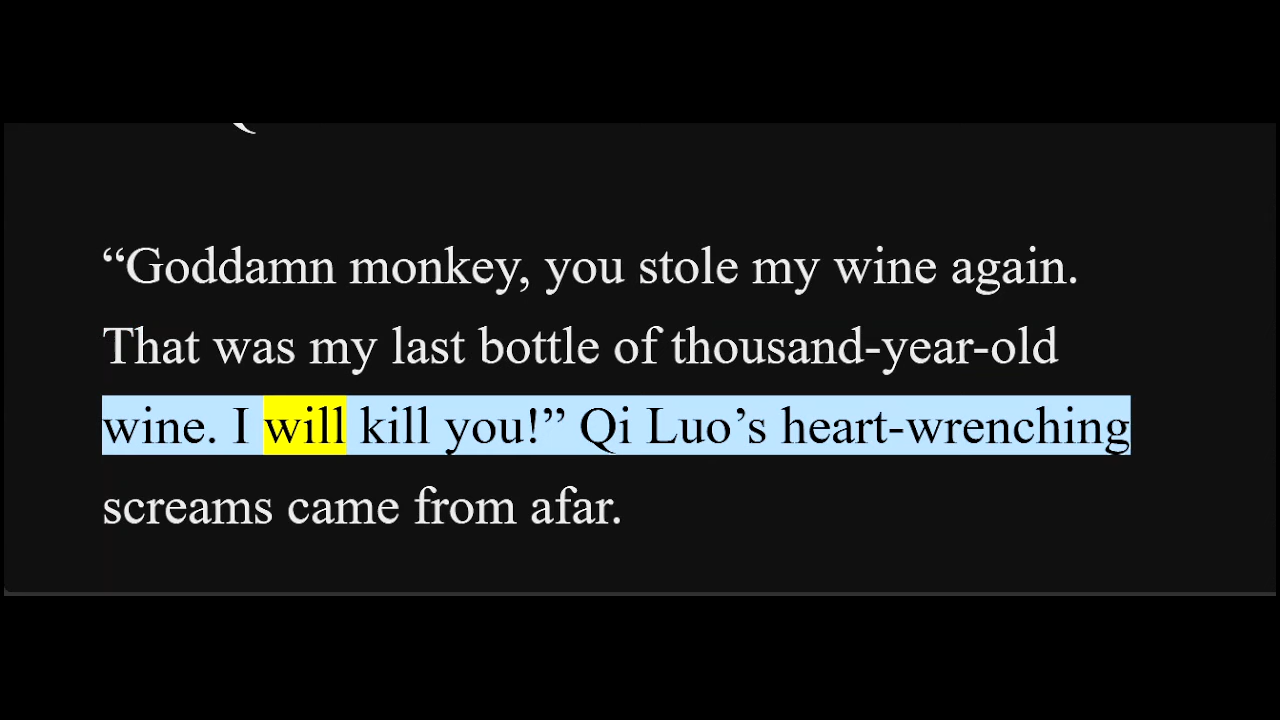 “Goddamn monkey, you stole my wine again.
That was my last bottle of thousand-year-old
wine. I will kill you!” Qi Luo’s heart-wrenching
screams came from afar.